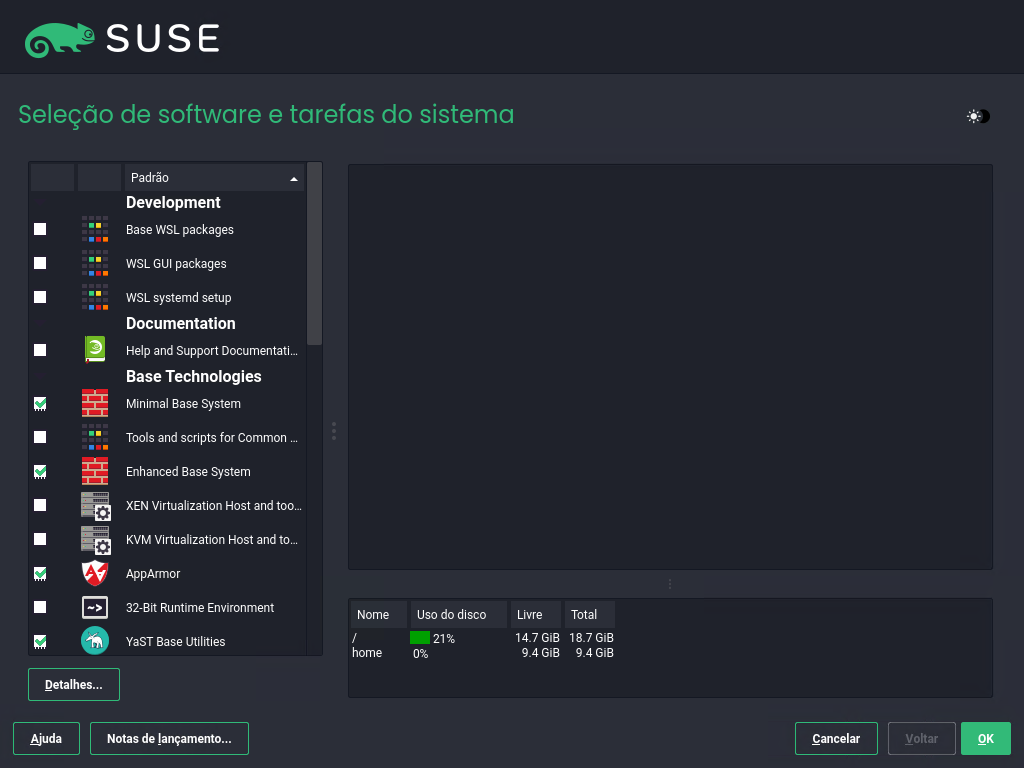 SUSE
Seleção de software e tarefas do sistema
Padrão
Development
Base WSL packages
WSL GUI packages
WSL systemd setup
Documentation
Help and Support Documentati...
Base Technologies
Minimal Base System
Tools and scripts for Common ...
Enhanced Base System
XEN Virtualization Host and too...
KVM Virtualization Host and to...
AppArmor
32-Bit Runtime Environment
YaST Base Utilities
Nome Uso do disco Livre Total
/ 21% 14.7 GiB 18.7 GiB
home 0% 9.4 GiB 9.4 GiB
Detalhes...
Ajuda Notas de lançamento... Cancelar Voltar OK